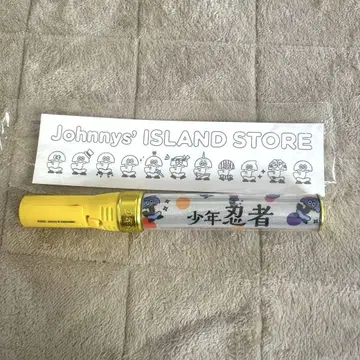 Johnnys' ISLAND STORE
少年忍者